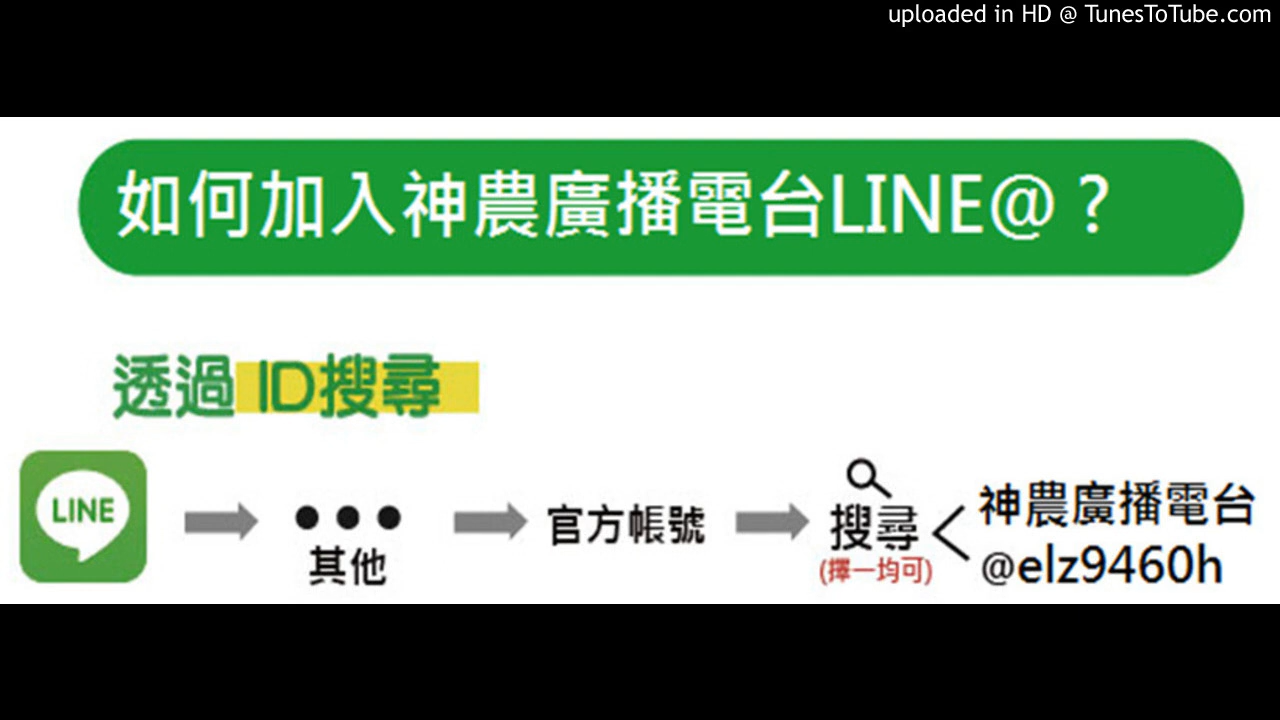 uploaded in HD @ TunesToTube.com
如何加入神農廣播電台LINE@？
透過 ID搜尋
LINE
其他
官方帳號
搜尋
(擇一均可)
神農廣播電台
@elz9460h